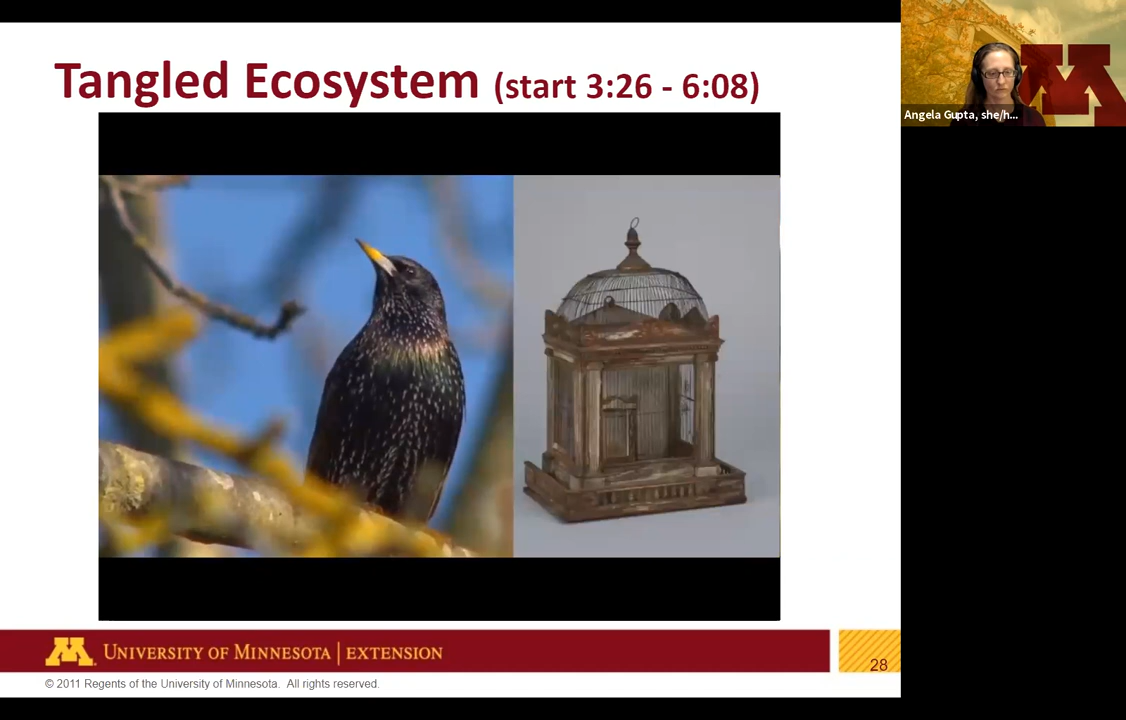 Tangled Ecosystem (start 3:26 - 6:08)
Angela Gupta, she/h...
UNIVERSITY OF MINNESOTA | EXTENSION
28
© 2011 Regents of the University of Minnesota. All rights reserved.